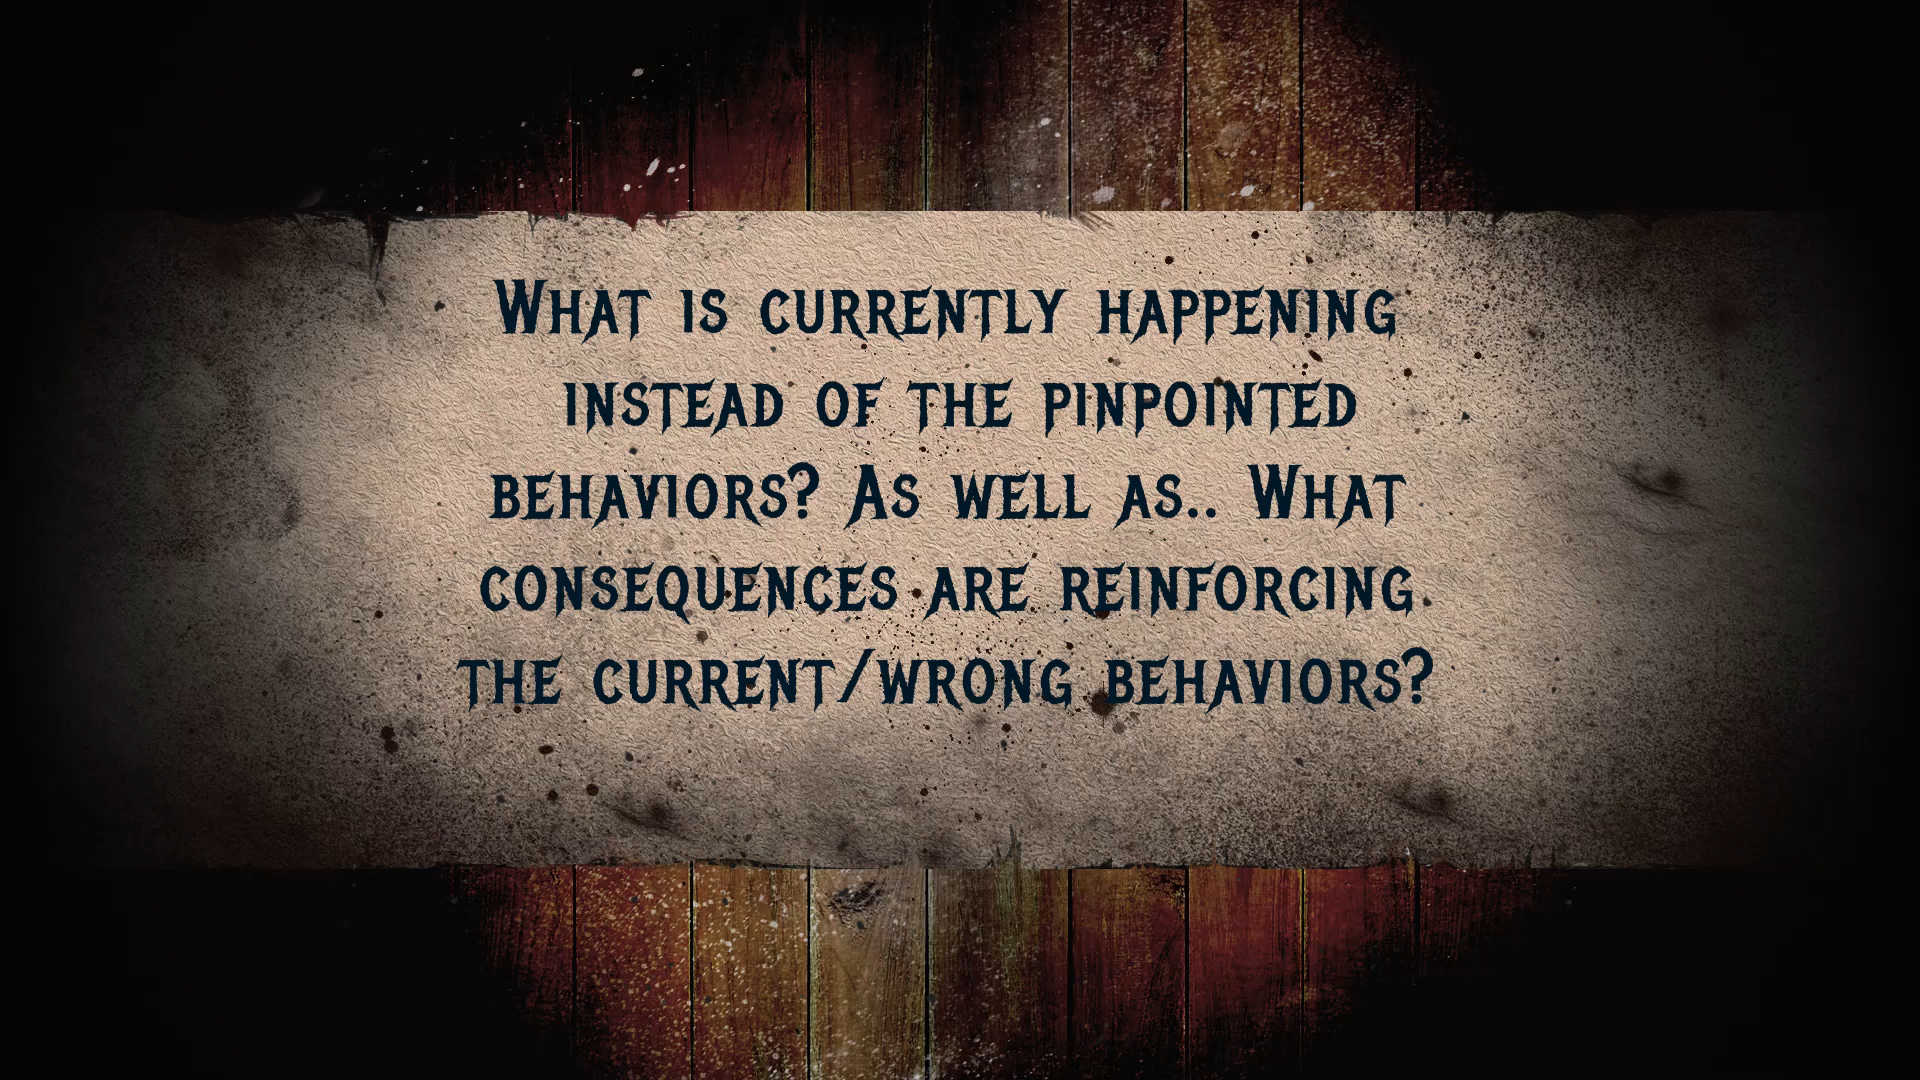 What is currently happening
instead of the pinpointed
behaviors? As well as.. What
consequences are reinforcing
the current/wrong behaviors?